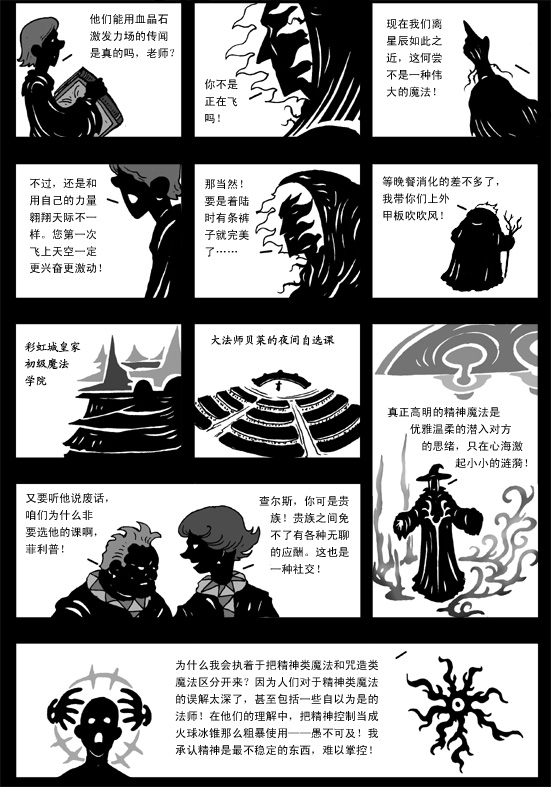 他们能用血晶石
激发力场的传闻
是真的吗，老师？
你不是
正在飞
吗！
现在我们离
星辰如此之
近，这何尝
不是一种伟
大的魔法！
不过，还是和
用自己的力量
翱翔天际不一
样。您第一次
飞上天空一定
更兴奋更激动！
那当然！
要是着陆
时有条裤
子就完美
了……
等晚餐消化的差不多了，
我带你们上外
甲板吹吹风！
彩虹城皇家
初级魔法
学院
大法师贝莱的夜间自选课
真正高明的精神魔法是
优雅温柔的潜入对方
的思绪，只在心海激
起小小的涟漪！
又要听他说废话，
咱们为什么非
要选他的课啊，
菲利普！
查尔斯，你可是贵
族！贵族之间免
不了有各种无聊
的应酬。这也是
一种社交！
为什么我会执着于把精神类魔法和咒造类
魔法区分开来？因为人们对于精神类魔法
的误解太深了，甚至包括一些自以为是的
法师！在他们的理解中，把精神控制当成
火球冰锥那么粗暴使用——愚不可及！我
承认精神是最不稳定的东西，难以掌控！